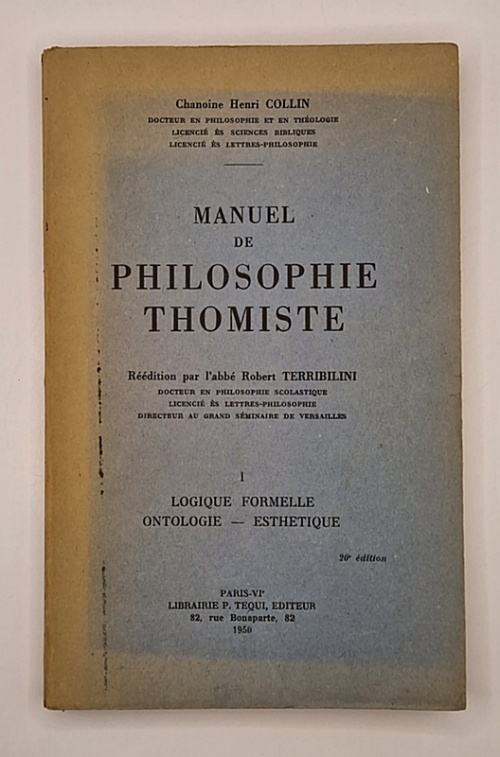 Chanoine Henri COLLIN
DOCTEUR EN PHILOSOPHIE ET EN THÉOLOGIE
LICENCIÉ ÈS SCIENCES BIBLIQUES
LICENCIÉ ÈS LETTRES-PHILOSOPHIE
MANUEL
DE
PHILOSOPHIE
THOMISTE
Réédition par l'abbé Robert TERRIBILINI
DOCTEUR EN PHILOSOPHIE SCOLASTIQUE
LICENCIÉ ÈS LETTRES-PHILOSOPHIE
DIRECTEUR AU GRAND SÉMINAIRE DE VERSAILLES
I
LOGIQUE FORMELLE
ONTOLOGIE — ESTHETIQUE
20e édition
PARIS-VIe
LIBRAIRIE P. TEQUI, EDITEUR
82, rue Bonaparte, 82
1950